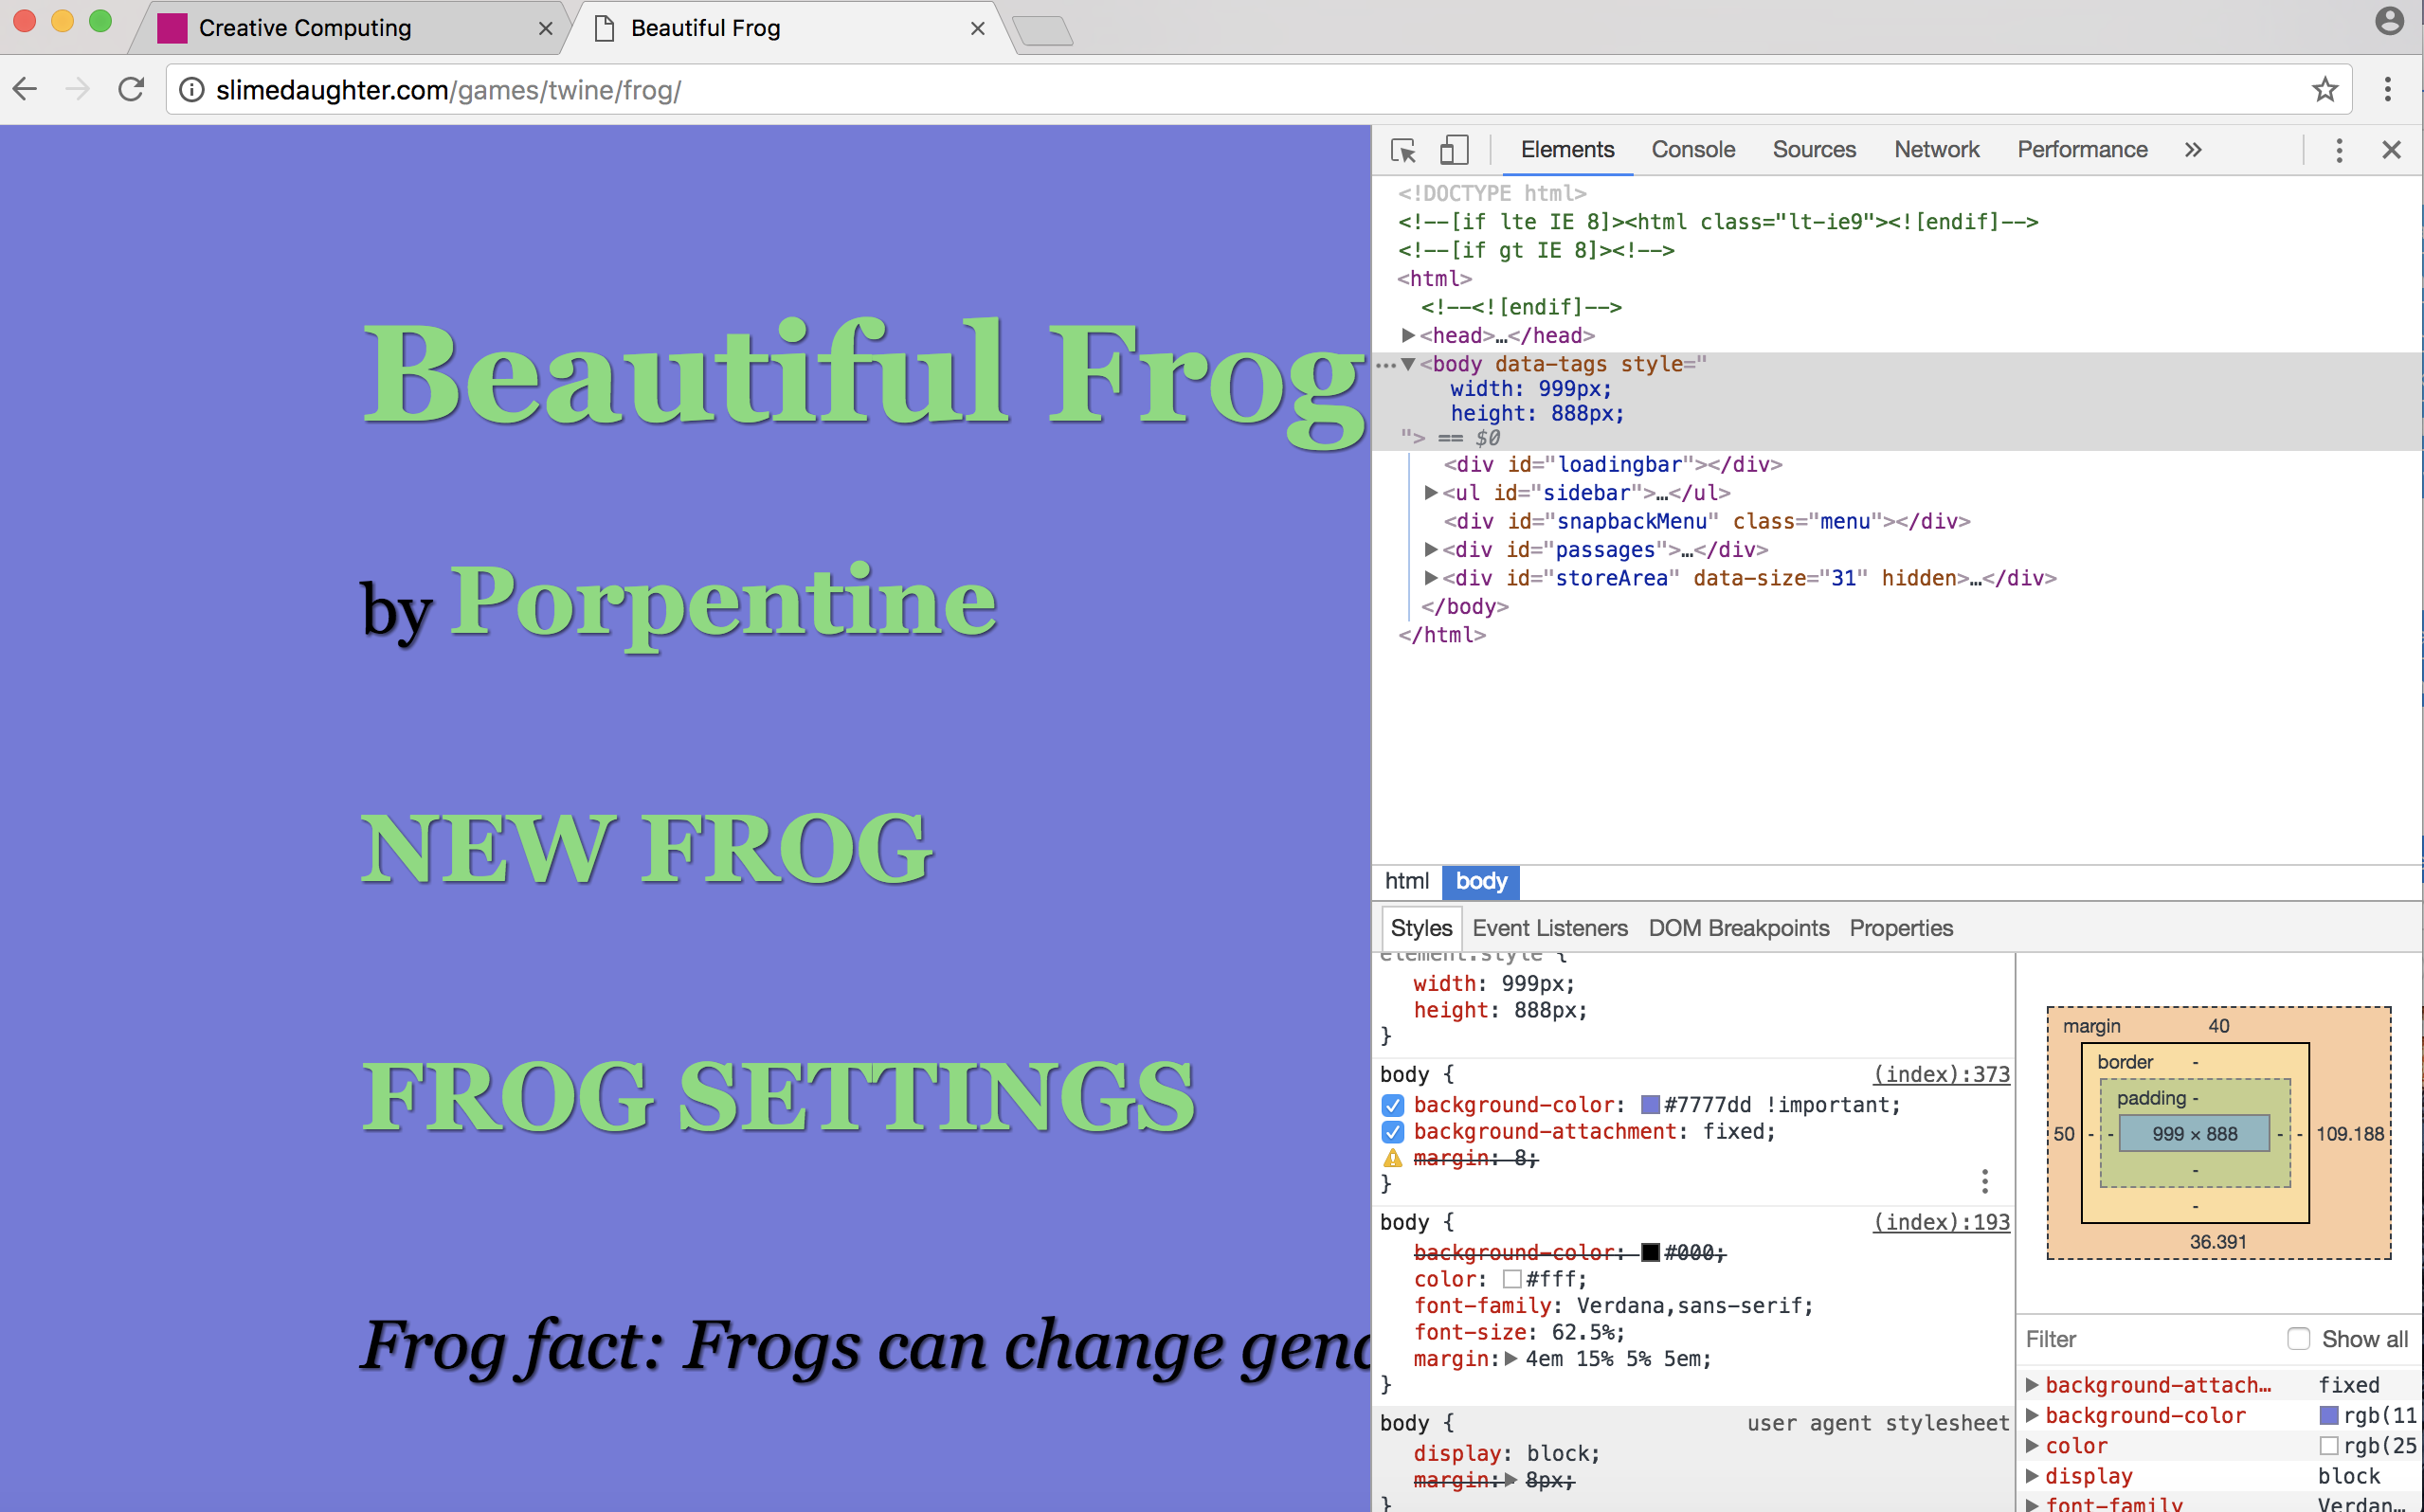 Creative Computing
Beautiful Frog
slimedaughter.com/games/twine/frog/
Beautiful Frog
by Porpentine
NEW FROG
FROG SETTINGS
Frog fact: Frogs can change gend
Elements Console Sources Network Performance »
<!DOCTYPE html>
<!--[if lte IE 8]><html class="lt-ie9"><![endif]-->
<!--[if gt IE 8]><!-->
<html>
<!--<![endif]-->
<head>…</head>
<body data-tags style="
width: 999px;
height: 888px;
"> == $0
<div id="loadingbar"></div>
<ul id="sidebar">…</ul>
<div id="snapbackMenu" class="menu"></div>
<div id="passages">…</div>
<div id="storeArea" data-size="31" hidden>…</div>
</body>
</html>
html body
Styles Event Listeners DOM Breakpoints Properties
element.style {
width: 999px;
height: 888px;
}
body { (index):373
background-color: #7777dd !important;
background-attachment: fixed;
margin: 8;
}
body { (index):193
background-color: #000;
color: #fff;
font-family: Verdana,sans-serif;
font-size: 62.5%;
margin: 4em 15% 5% 5em;
}
body { user agent stylesheet
display: block;
margin: 8px;
}
margin 40
border -
padding -
50 - - 999 × 888 - - 109.188
-
-
36.391
Filter Show all
background-attach… fixed
background-color rgb(11
color rgb(25
display block
font-family Verdan…